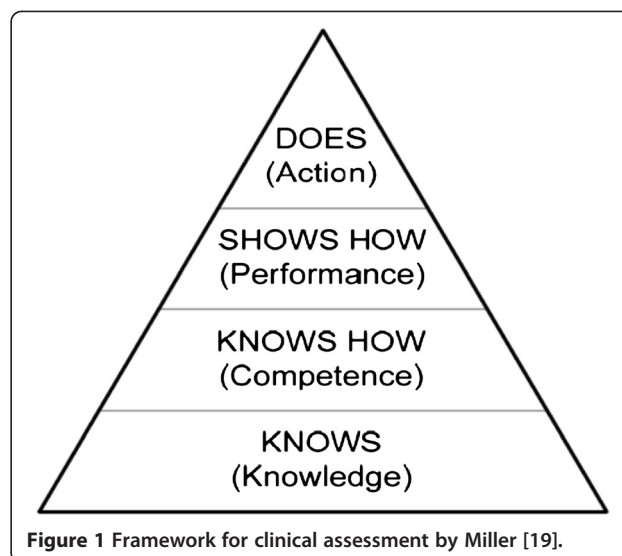 DOES
(Action)
SHOWS HOW
(Performance)
KNOWS HOW
(Competence)
KNOWS
(Knowledge)
Figure 1 Framework for clinical assessment by Miller [19].